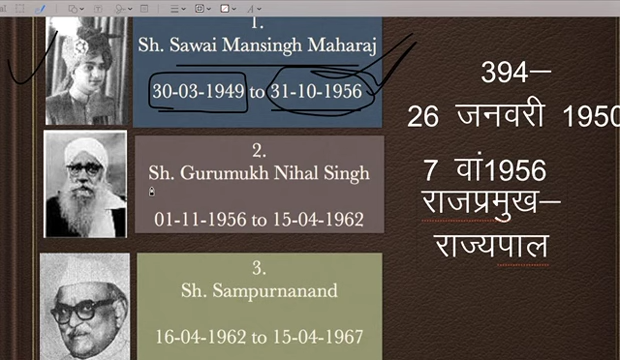 1.
Sh. Sawai Mansingh Maharaj
30-03-1949 to 31-10-1956
2.
Sh. Gurumukh Nihal Singh
01-11-1956 to 15-04-1962
3.
Sh. Sampurnanand
16-04-1962 to 15-04-1967
394–
26 जनवरी 1950
7 वां1956
राजप्रमुख–
राज्यपाल